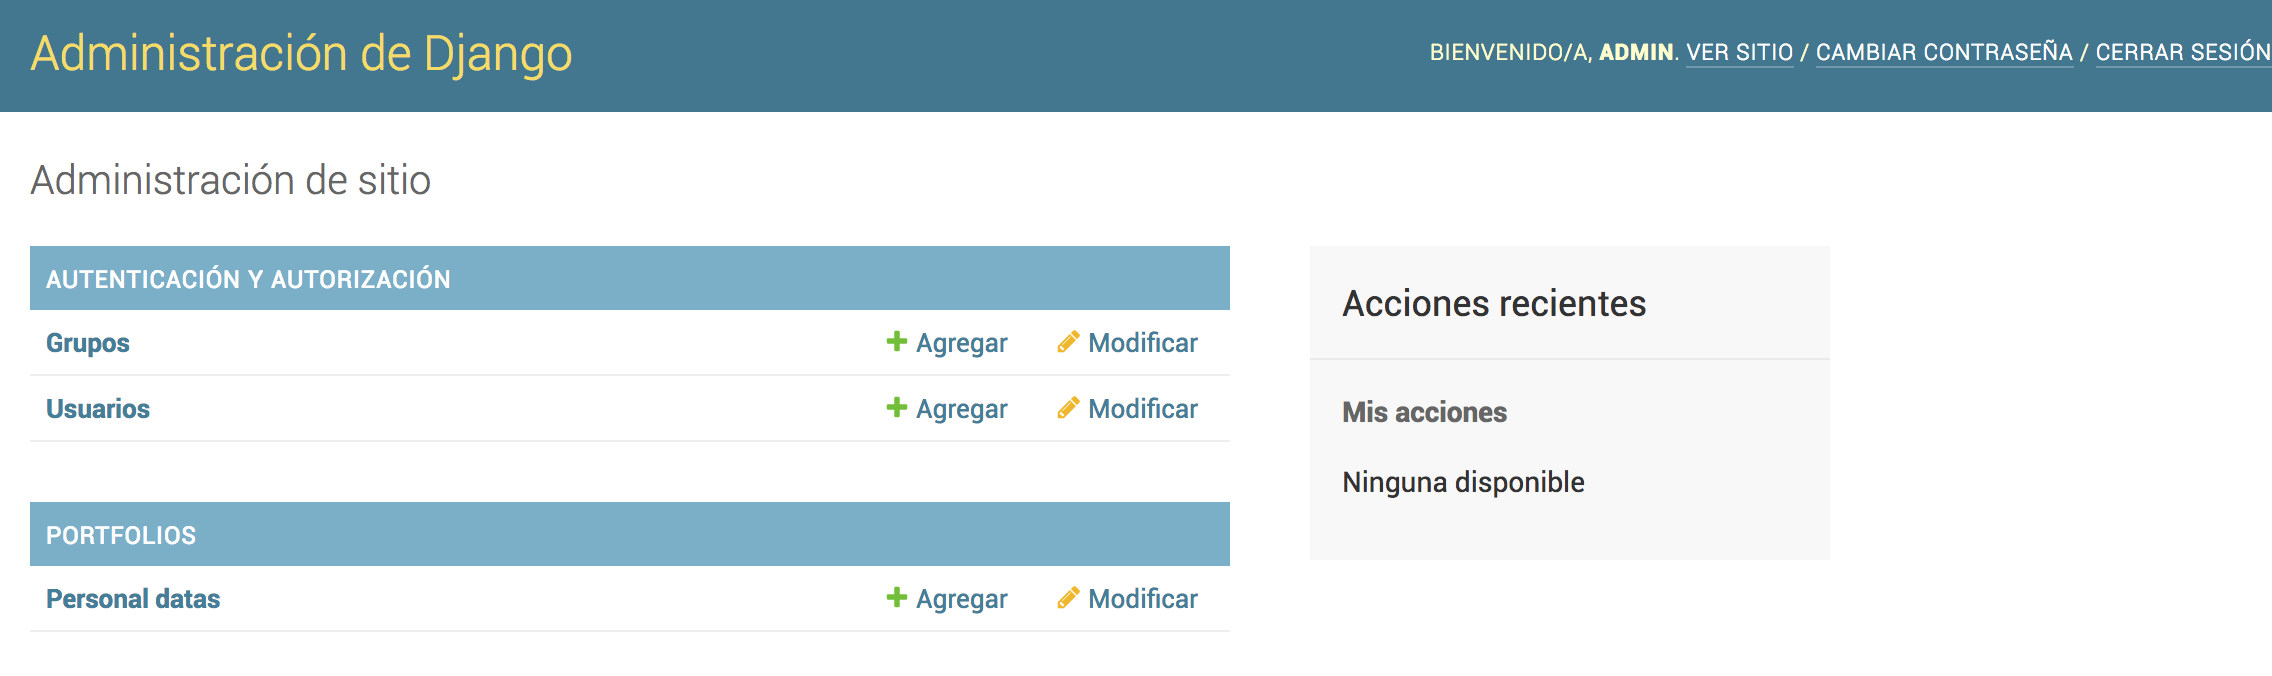 Administración de Django
BIENVENIDO/A, ADMIN. VER SITIO / CAMBIAR CONTRASEÑA / CERRAR SESIÓN
Administración de sitio
AUTENTICACIÓN Y AUTORIZACIÓN
Grupos Agregar Modificar
Usuarios Agregar Modificar
PORTFOLIOS
Personal datas Agregar Modificar
Acciones recientes
Mis acciones
Ninguna disponible